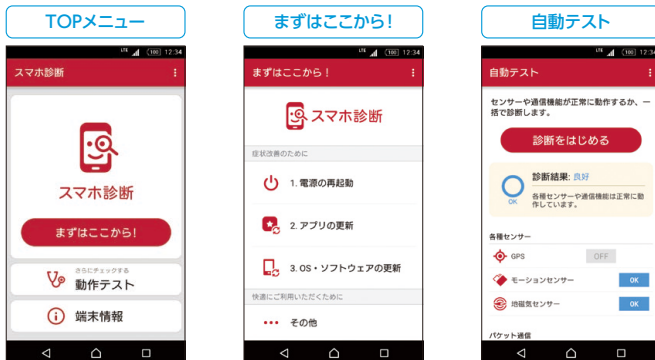 TOPメニュー
LTE 100 12:34
スマホ診断
スマホ診断
まずはここから!
さらにチェックする
動作テスト
端末情報
まずはここから!
LTE 100 12:34
まずはここから!
スマホ診断
症状改善のために
1. 電源の再起動
2. アプリの更新
3. OS・ソフトウェアの更新
快適にご利用いただくために
その他
自動テスト
LTE 100 12:34
自動テスト
センサーや通信機能が正常に動作するか、一
括で診断します。
診断をはじめる
診断結果: 良好
OK
各種センサーや通信機能は正常に動
作しています。
各種センサー
GPS OFF
モーションセンサー OK
地磁気センサー OK
パケット通信